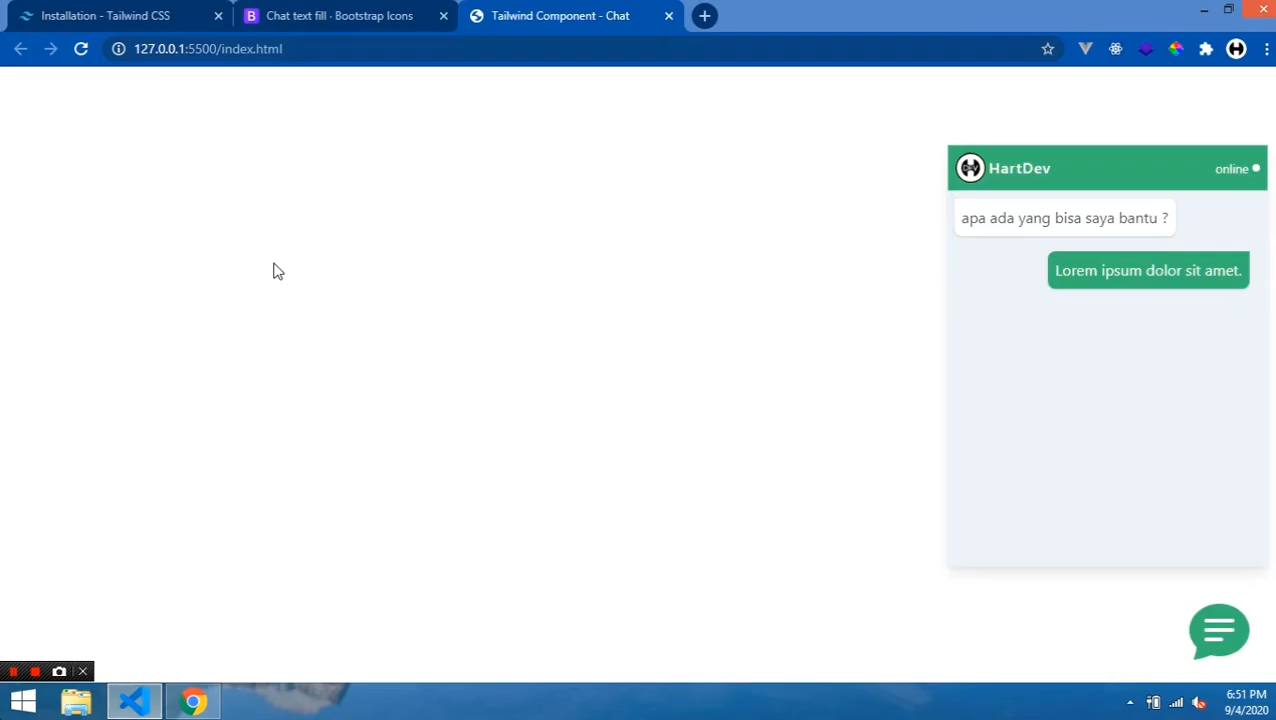 Installation - Tailwind CSS
Chat text fill · Bootstrap Icons
Tailwind Component - Chat
127.0.0.1:5500/index.html
HartDev
online
apa ada yang bisa saya bantu ?
Lorem ipsum dolor sit amet.
6:51 PM
9/4/2020